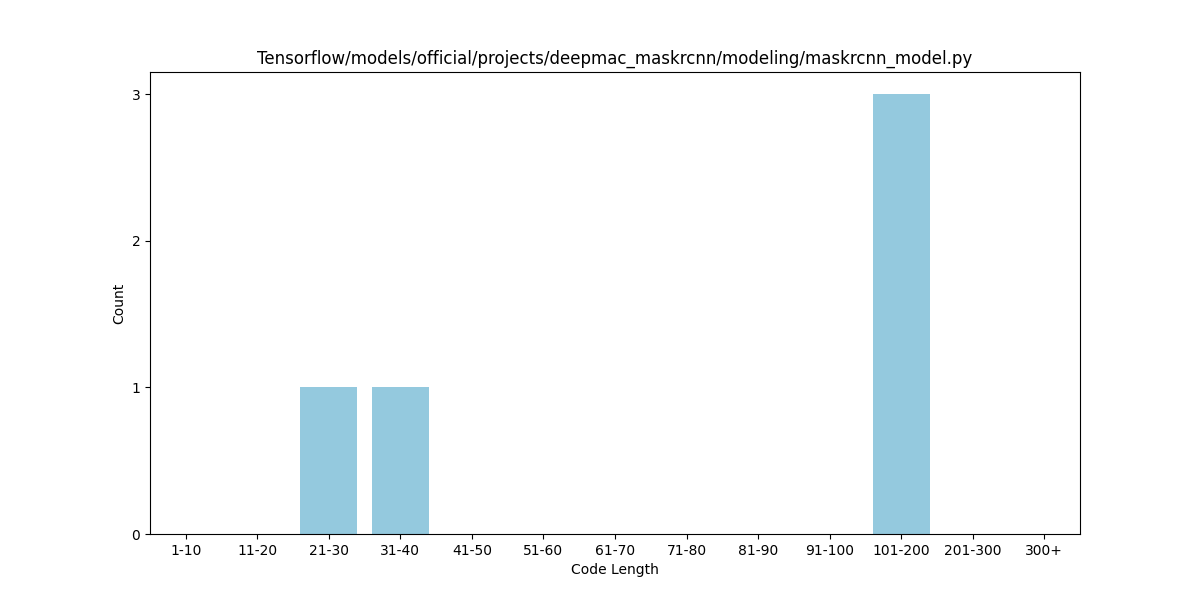 Tensorflow/models/official/projects/deepmac_maskrcnn/modeling/maskrcnn_model.py
3
2
1
0
Count
1-10 11-20 21-30 31-40 41-50 51-60 61-70 71-80 81-90 91-100 101-200 201-300 300+
Code Length